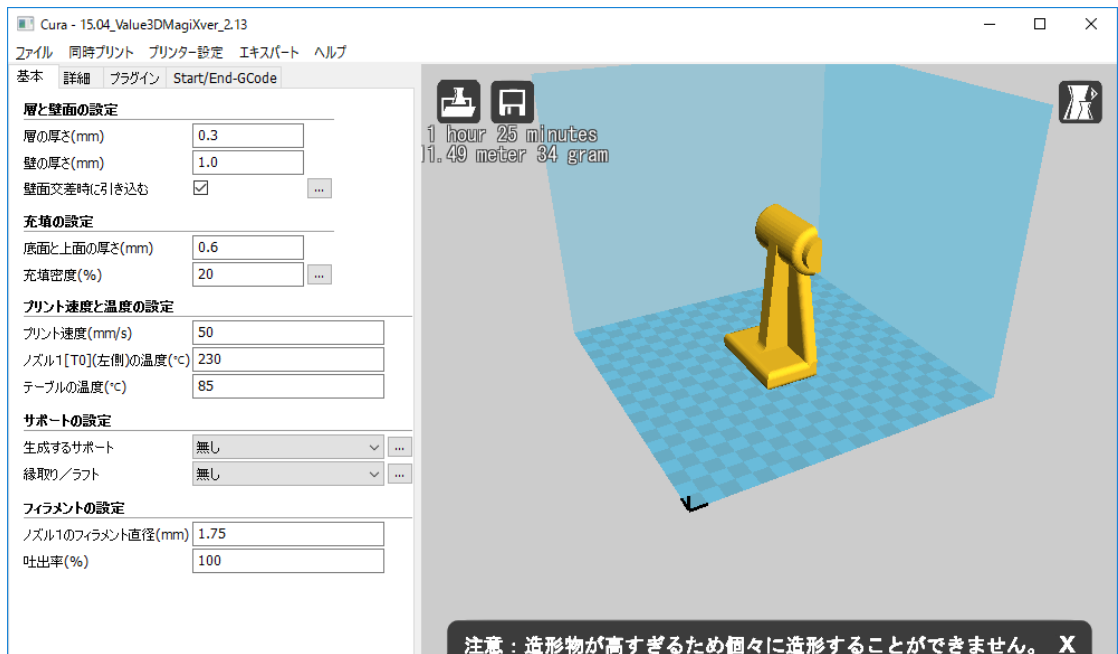 Cura - 15.04_Value3DMagiXver_2.13
ファイル 同時プリント プリンター設定 エキスパート ヘルプ
基本 詳細 プラグイン Start/End-GCode
層と壁面の設定
層の厚さ(mm) 0.3
壁の厚さ(mm) 1.0
壁面交差時に引き込む ...
充填の設定
底面と上面の厚さ(mm) 0.6
充填密度(%) 20 ...
プリント速度と温度の設定
プリント速度(mm/s) 50
ノズル1[T0](左側)の温度(℃) 230
テーブルの温度(℃) 85
サポートの設定
生成するサポート 無し ...
縁取り／ラフト 無し ...
フィラメントの設定
ノズル1のフィラメント直径(mm) 1.75
吐出率(%) 100
1 hour 25 minutes
11.49 meter 34 gram
注意：造形物が高すぎるため個々に造形することができません。 X